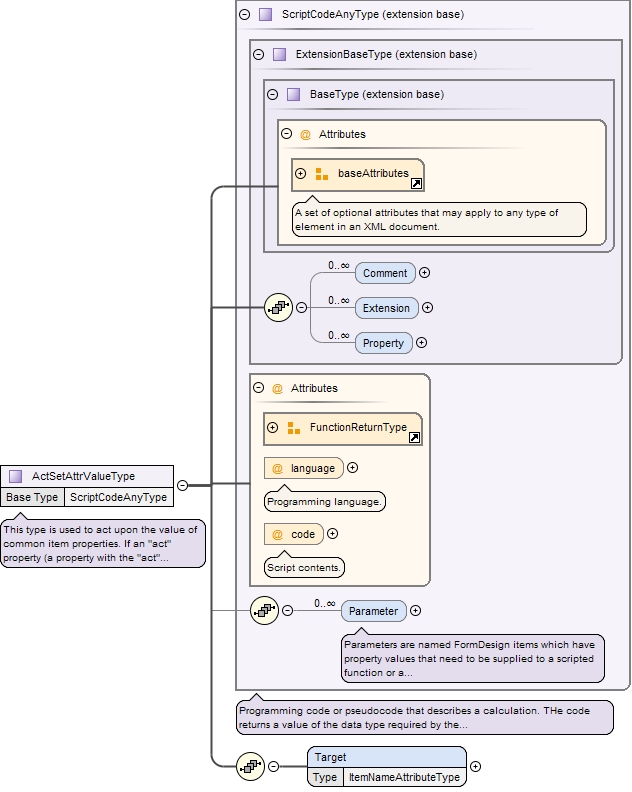 ScriptCodeAnyType (extension base)
ExtensionBaseType (extension base)
BaseType (extension base)
@ Attributes
baseAttributes
A set of optional attributes that may apply to any type of
element in an XML document.
0..∞
Comment
0..∞
Extension
0..∞
Property
@ Attributes
FunctionReturnType
@ language
Programming language.
@ code
Script contents.
ActSetAttrValueType
Base Type ScriptCodeAnyType
This type is used to act upon the value of
common item properties. If an "act"
property (a property with the "act"...
0..∞
Parameter
Parameters are named FormDesign items which have
property values that need to be supplied to a scripted
function or a...
Programming code or pseudocode that describes a calculation. THe code
returns a value of the data type required by the...
Target
Type ItemNameAttributeType